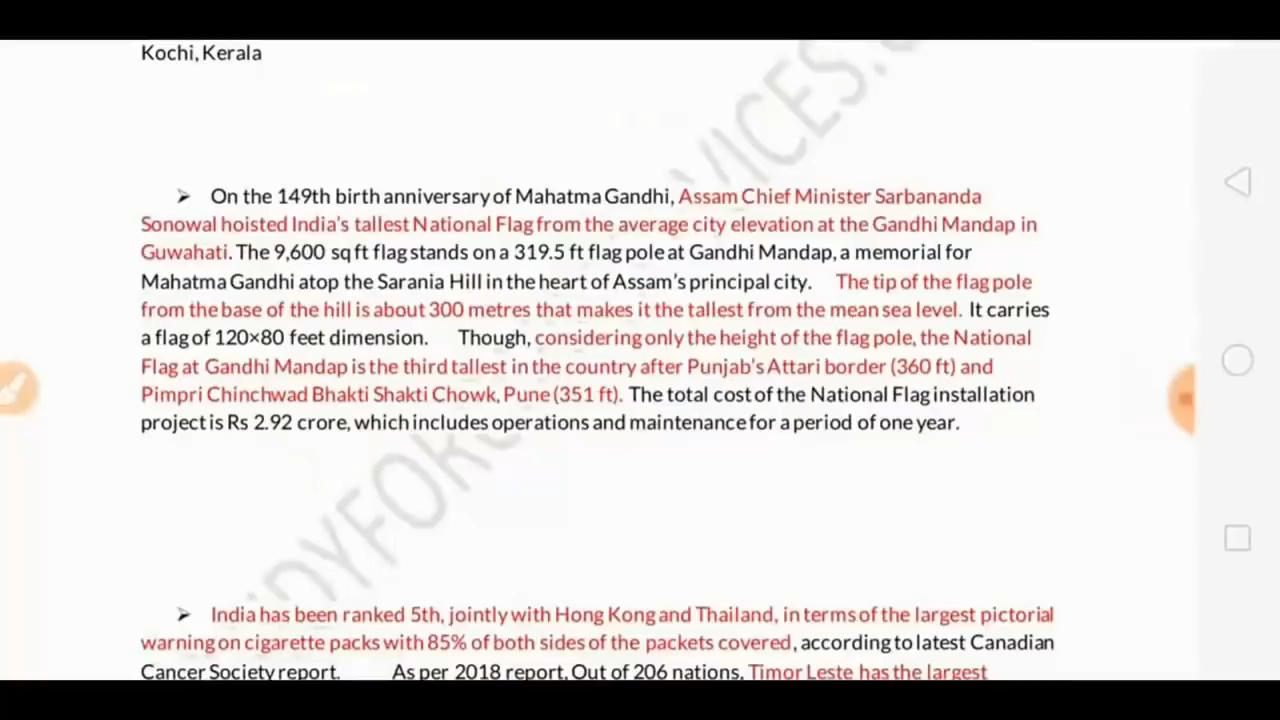 Kochi, Kerala
➢ On the 149th birth anniversary of Mahatma Gandhi, Assam Chief Minister Sarbananda
Sonowal hoisted India's tallest National Flag from the average city elevation at the Gandhi Mandap in
Guwahati. The 9,600 sq ft flag stands on a 319.5 ft flag pole at Gandhi Mandap, a memorial for
Mahatma Gandhi atop the Sarania Hill in the heart of Assam's principal city. The tip of the flag pole
from the base of the hill is about 300 metres that makes it the tallest from the mean sea level. It carries
a flag of 120×80 feet dimension. Though, considering only the height of the flag pole, the National
Flag at Gandhi Mandap is the third tallest in the country after Punjab's Attari border (360 ft) and
Pimpri Chinchwad Bhakti Shakti Chowk, Pune (351 ft). The total cost of the National Flag installation
project is Rs 2.92 crore, which includes operations and maintenance for a period of one year.
➢ India has been ranked 5th, jointly with Hong Kong and Thailand, in terms of the largest pictorial
warning on cigarette packs with 85% of both sides of the packets covered, according to latest Canadian
Cancer Society report. As per 2018 report, Out of 206 nations, Timor Leste has the largest